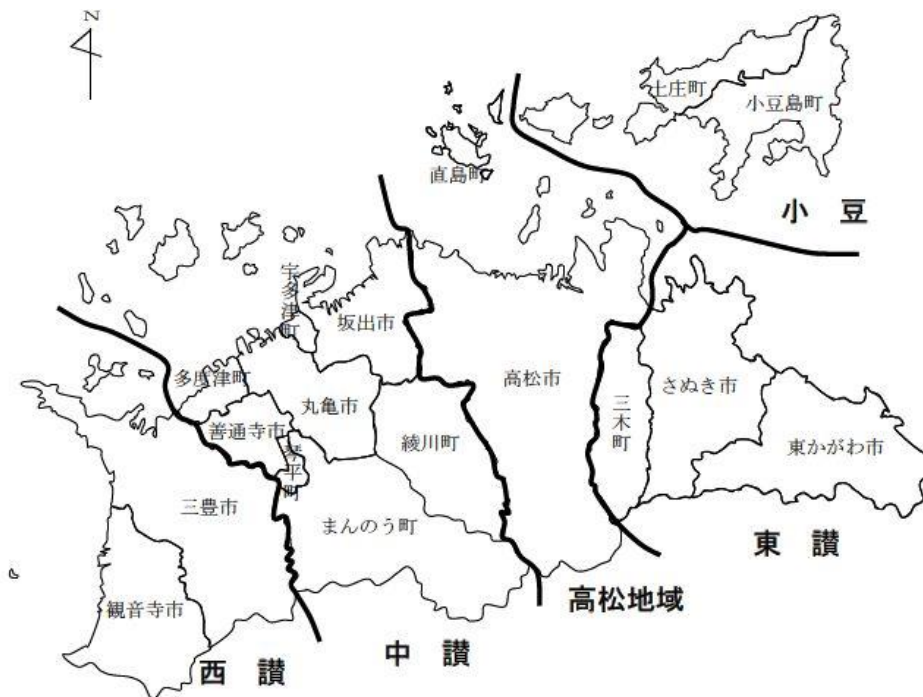 N
土庄町
小豆島町
直島町
小 豆
宇多津町
坂出市
多度津町
丸亀市
高松市
さぬき市
三木町
善通寺市
綾川町
琴平町
東かがわ市
三豊市
まんのう町
東 讃
高松地域
観音寺市
中 讃
西 讃